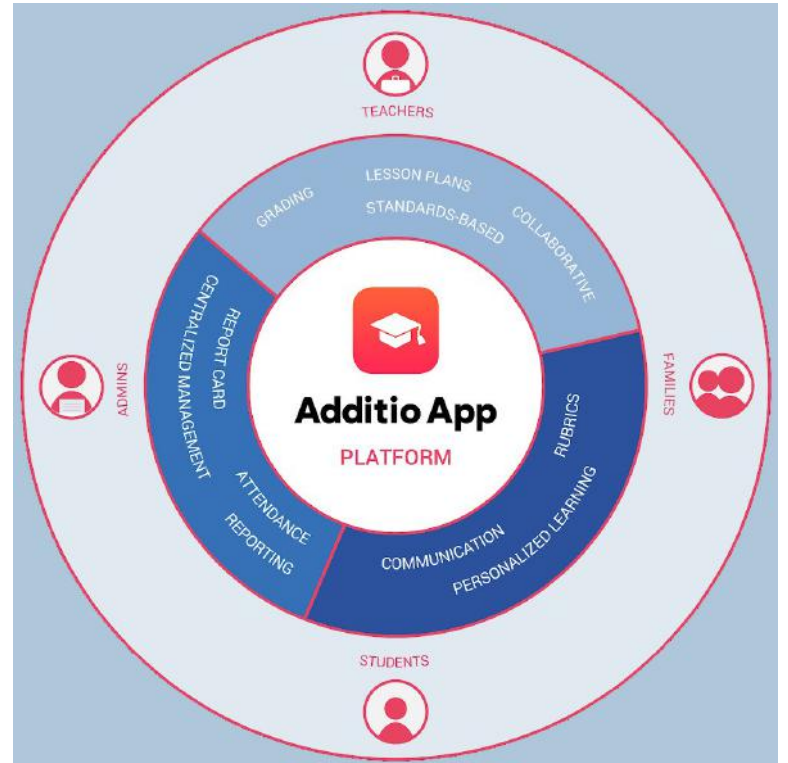 TEACHERS
GRADING
LESSON PLANS
STANDARDS-BASED
COLLABORATIVE
REPORT CARD
CENTRALIZED MANAGEMENT
ADMINS
Additio App
PLATFORM
FAMILIES
RUBRICS
ATTENDANCE
REPORTING
COMMUNICATION
PERSONALIZED LEARNING
STUDENTS